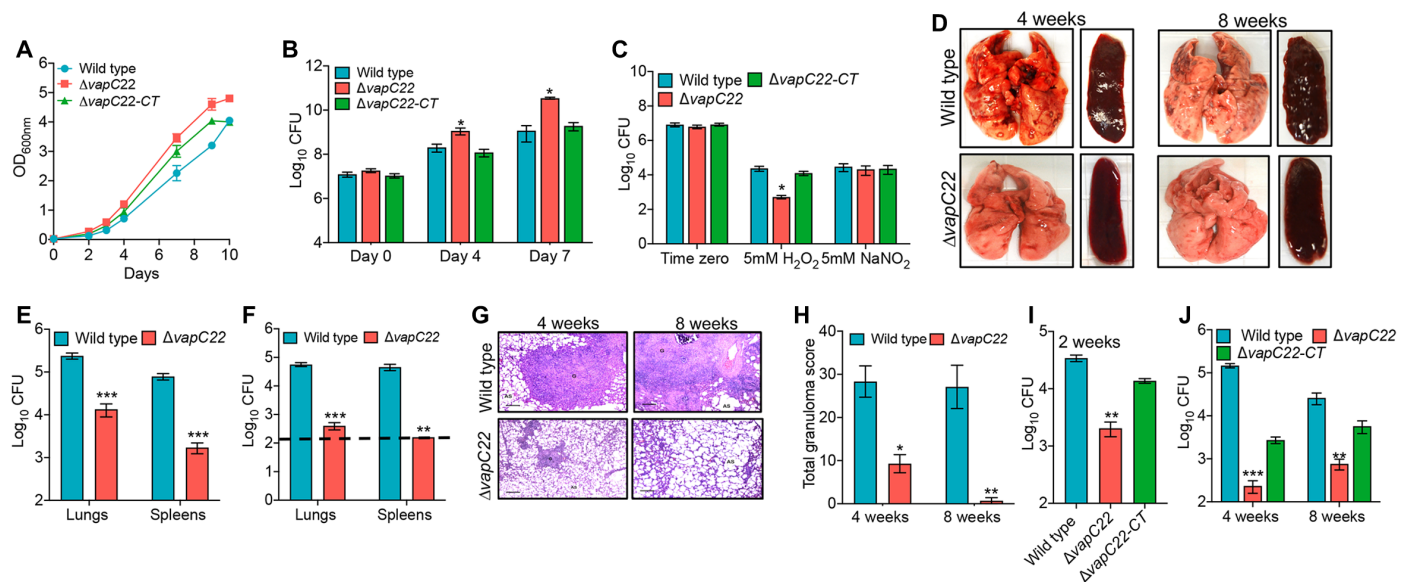 A
Wild type
ΔvapC22
ΔvapC22-CT
OD600nm
6
5
4
3
2
1
0
0 2 4 6 8 10
Days
B
Wild type
ΔvapC22
ΔvapC22-CT
Log10 CFU
12
10
8
6
4
*
*
Day 0 Day 4 Day 7
C
Wild type
ΔvapC22
ΔvapC22-CT
Log10 CFU
10
8
6
4
2
0
*
Time zero 5mM H2O2 5mM NaNO2
D
4 weeks 8 weeks
Wild type
ΔvapC22
E
Wild type ΔvapC22
Log10 CFU
6
5
4
3
2
***
***
Lungs Spleens
F
Wild type ΔvapC22
Log10 CFU
6
5
4
3
2
1
0
***
**
Lungs Spleens
G
4 weeks 8 weeks
Wild type
ΔvapC22
G
AS
G
AS
AS
AS
H
Wild type ΔvapC22
Total granuloma score
40
30
20
10
0
*
**
4 weeks 8 weeks
I
2 weeks
Log10 CFU
5
4
3
2
**
Wild type
ΔvapC22
ΔvapC22-CT
J
Wild type ΔvapC22
ΔvapC22-CT
Log10 CFU
6
5
4
3
2
***
**
4 weeks 8 weeks